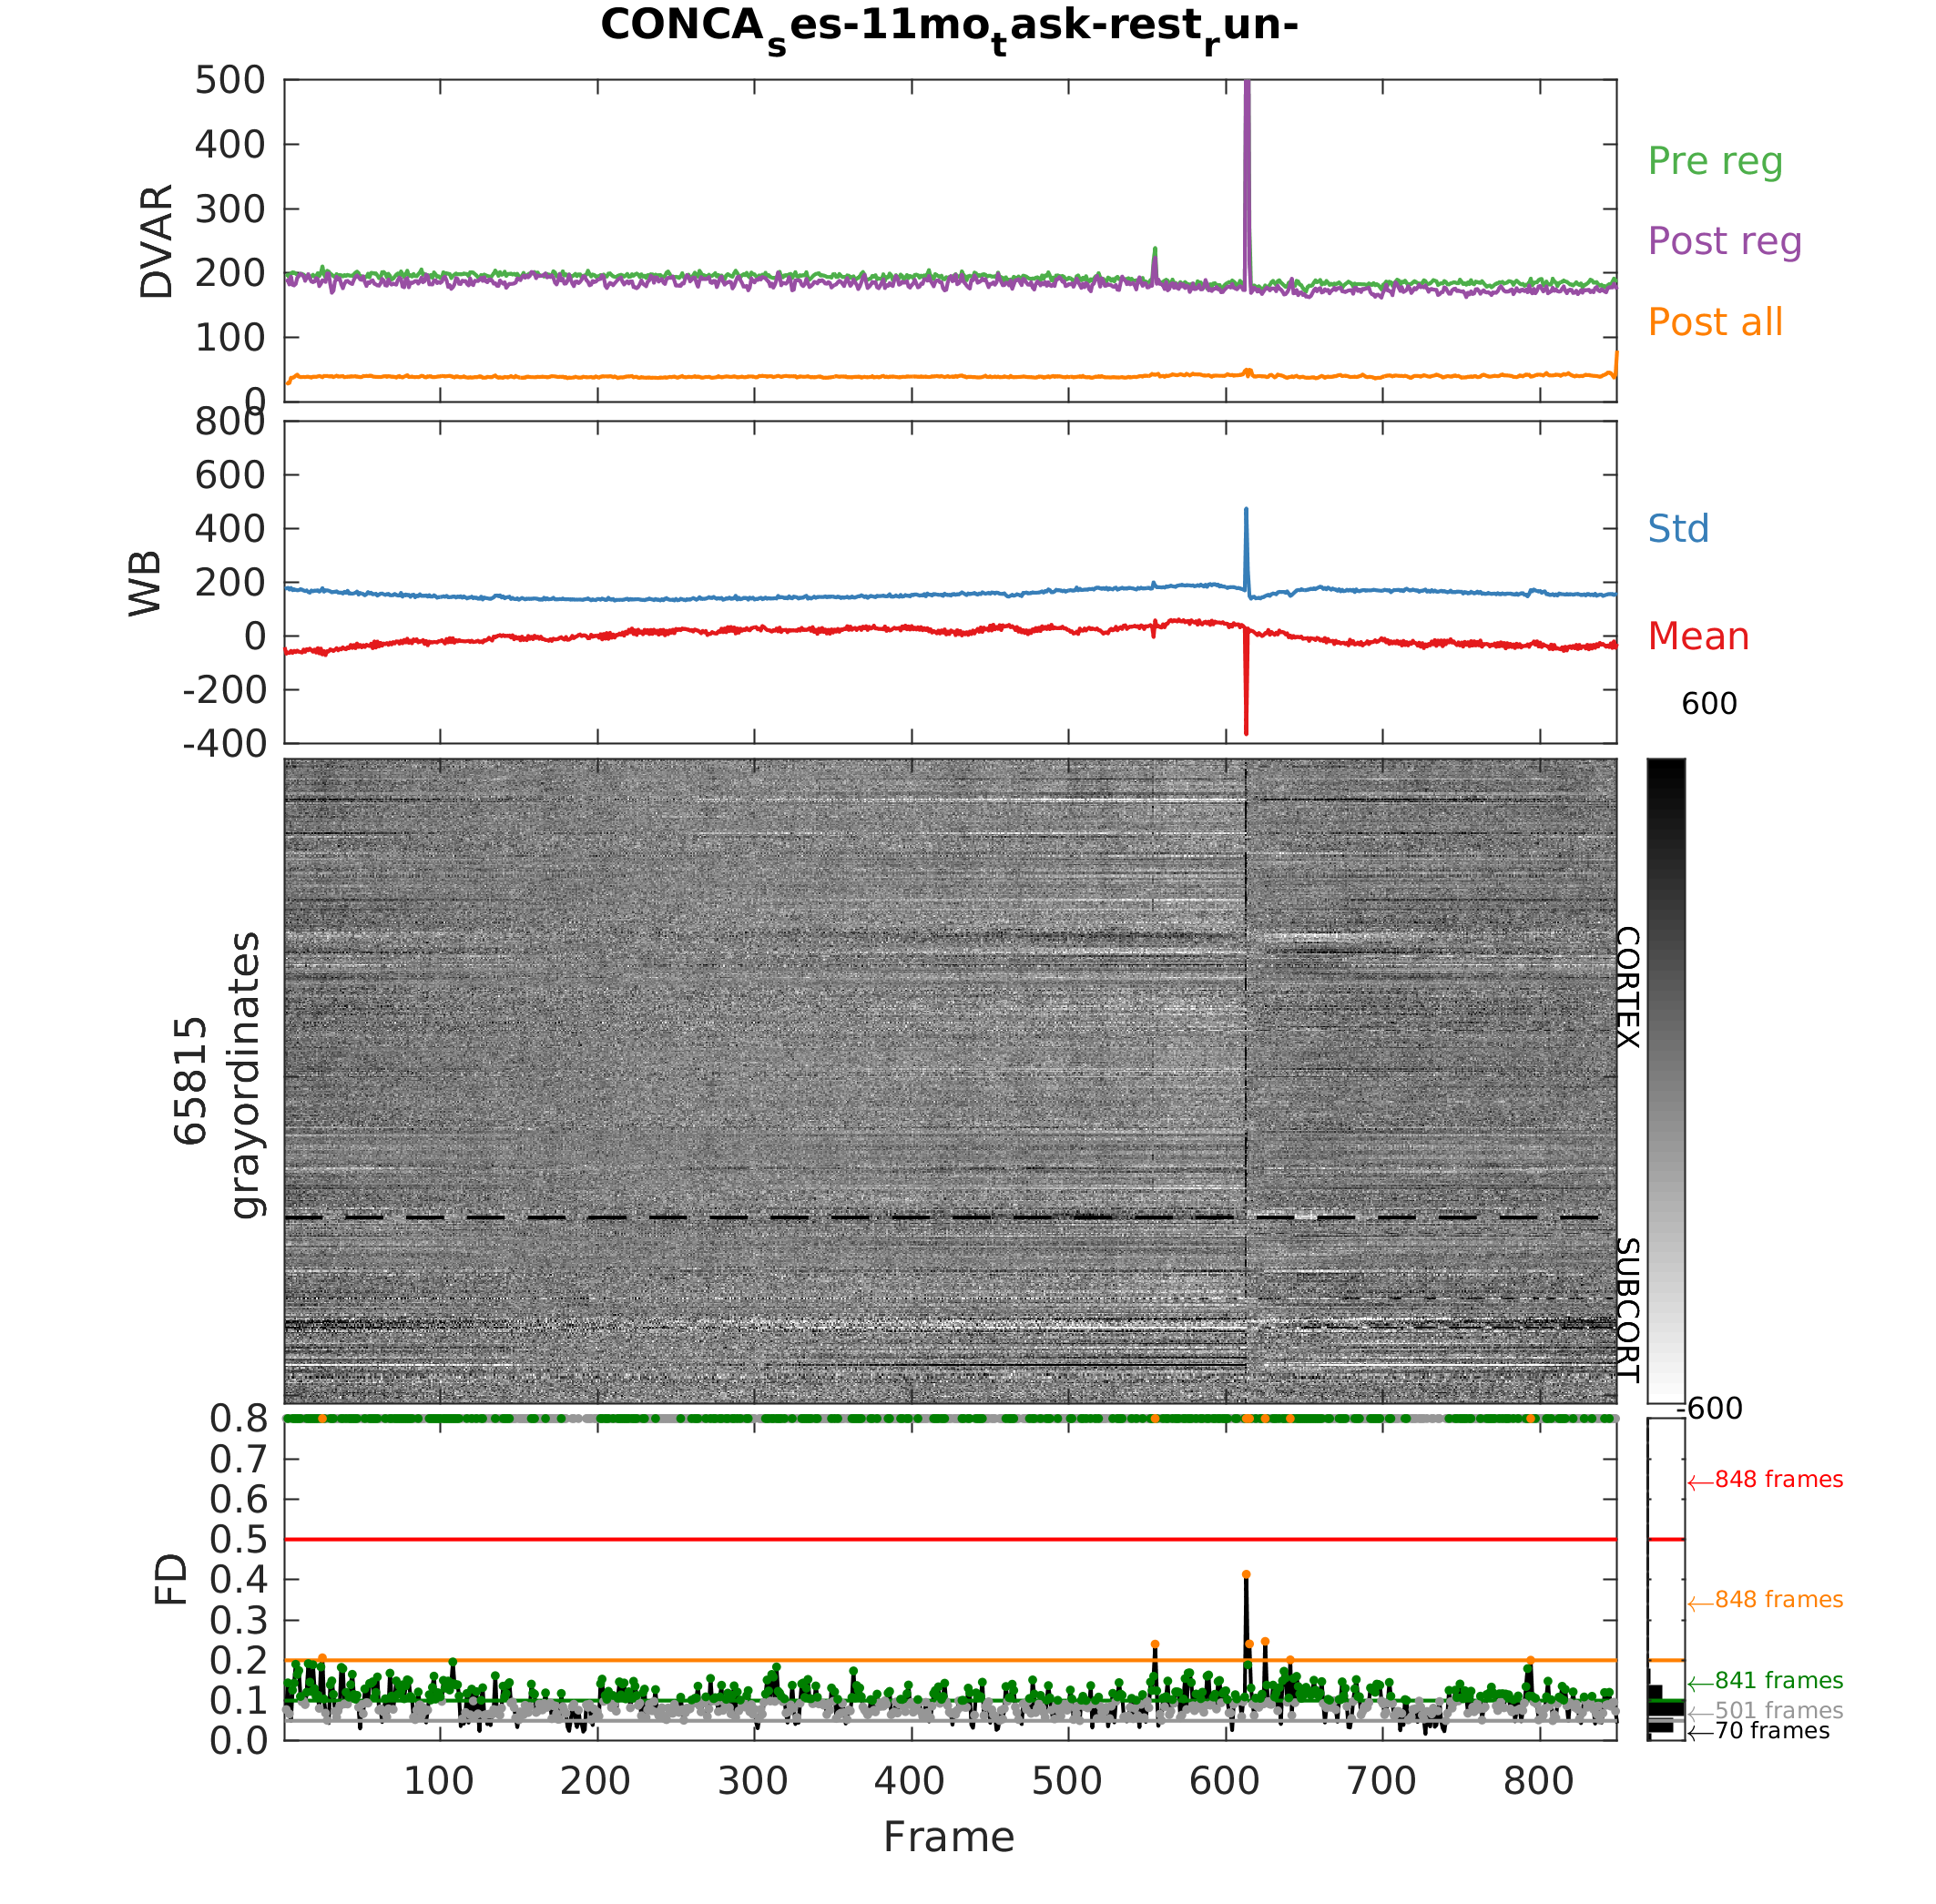 CONCAses-11motask-restrun-
500
400
300
200
100
0
DVAR
Pre reg
Post reg
Post all
800
600
400
200
0
-200
-400
WB
Std
Mean
600
65815
grayordinates
CORTEX
SUBCORT
-600
0.8
0.7
0.6
0.5
0.4
0.3
0.2
0.1
0.0
FD
←848 frames
←848 frames
←841 frames
←501 frames
←70 frames
100 200 300 400 500 600 700 800
Frame